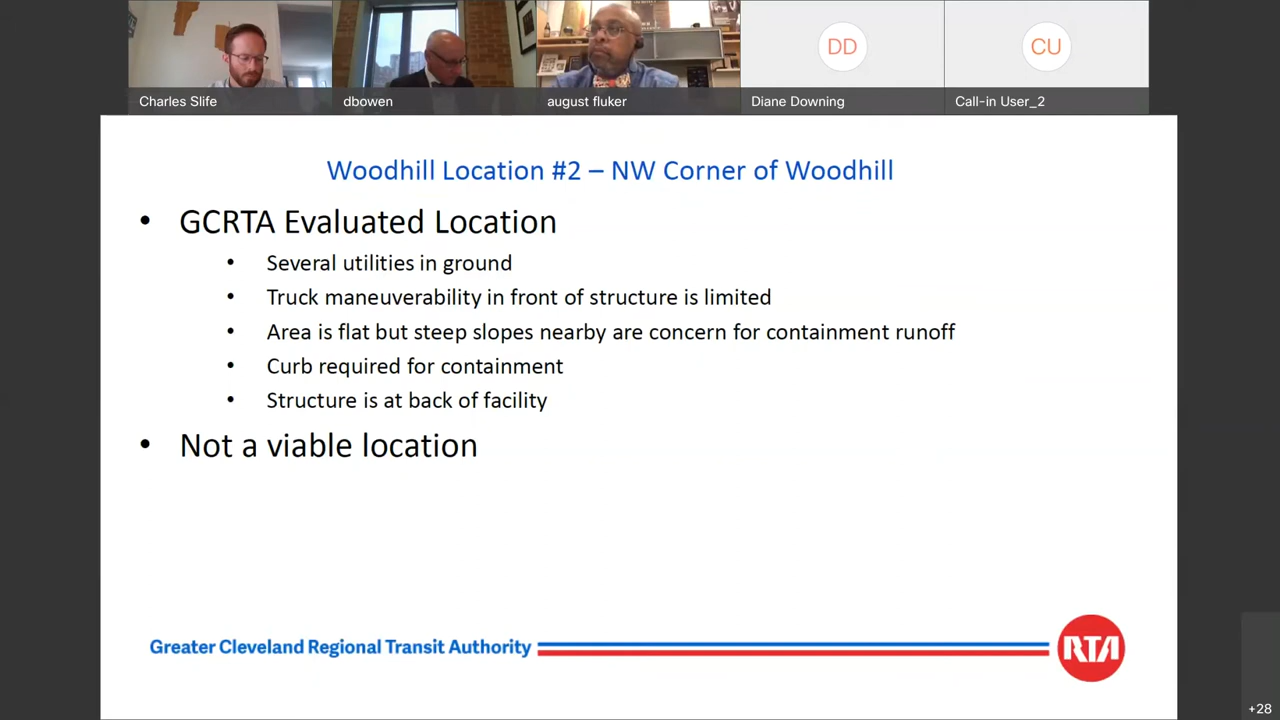 DD
CU
Charles Slife
dbowen
august fluker
Diane Downing
Call-in User_2
Woodhill Location #2 – NW Corner of Woodhill
• GCRTA Evaluated Location
• Several utilities in ground
• Truck maneuverability in front of structure is limited
• Area is flat but steep slopes nearby are concern for containment runoff
• Curb required for containment
• Structure is at back of facility
• Not a viable location
Greater Cleveland Regional Transit Authority
RTA
+28